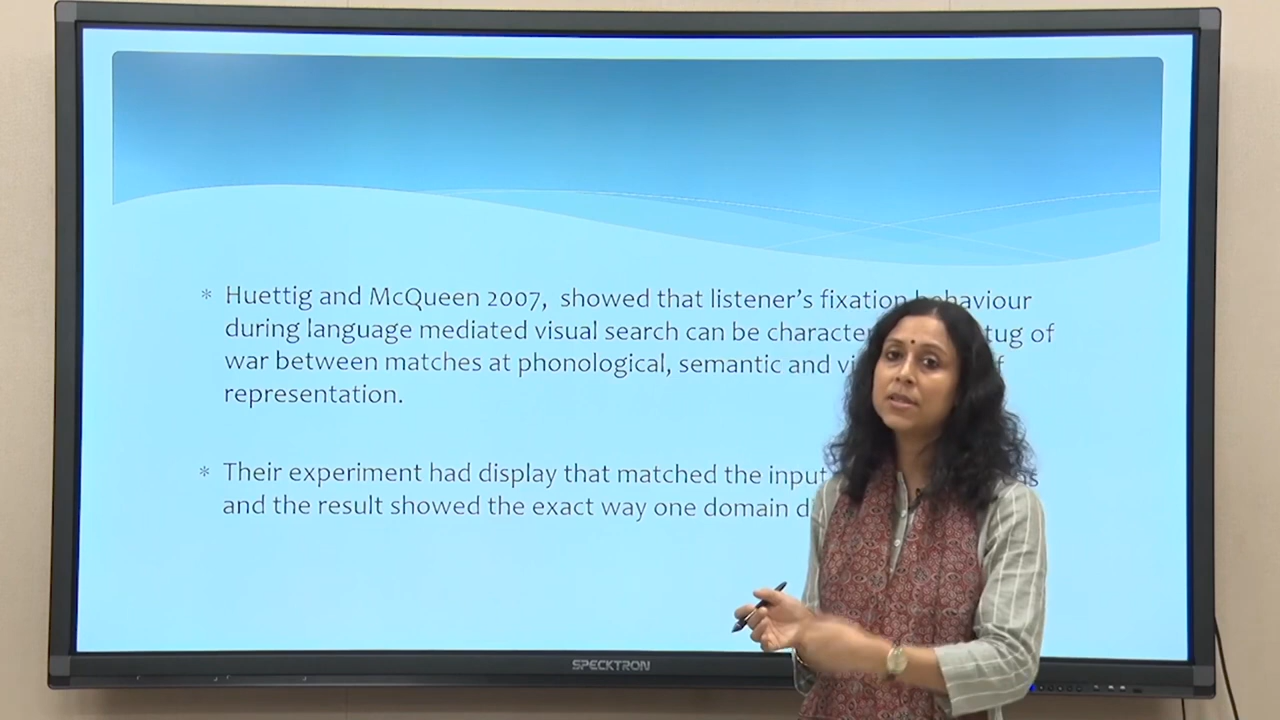 * Huettig and McQueen 2007, showed that listener's fixation behaviour
during language mediated visual search can be tug of
war between matches at phonological, semantic and
representation.
* Their experiment had display that matched the input
and the result showed the exact way one domain
SPECKTRON